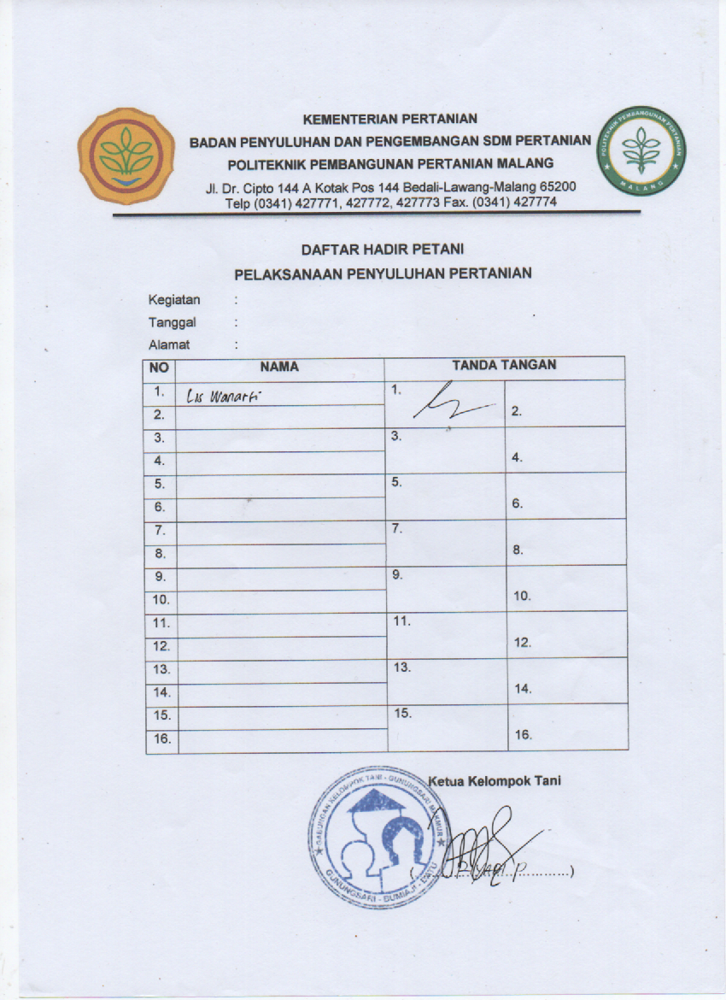 KEMENTERIAN PERTANIAN
BADAN PENYULUHAN DAN PENGEMBANGAN SDM PERTANIAN
POLITEKNIK PEMBANGUNAN PERTANIAN MALANG
Jl. Dr. Cipto 144 A Kotak Pos 144 Bedali-Lawang-Malang 65200
Telp (0341) 427771, 427772, 427773 Fax. (0341) 427774
POLITEKNIK PEMBANGUNAN PERTANIAN
MALANG
DAFTAR HADIR PETANI
PELAKSANAAN PENYULUHAN PERTANIAN
Kegiatan :
Tanggal :
Alamat :
NO NAMA TANDA TANGAN
1. Lis Wanarti 1.
2. 2.
3. 3.
4. 4.
5. 5.
6. 6.
7. 7.
8. 8.
9. 9.
10. 10.
11. 11.
12. 12.
13. 13.
14. 14.
15. 15.
16. 16.
Ketua Kelompok Tani
GABUNGAN KELOMPOK TANI - GUNUNGSARI MAKMUR
GUNUNGSARI - BUMIAJI - BATU
(....................)